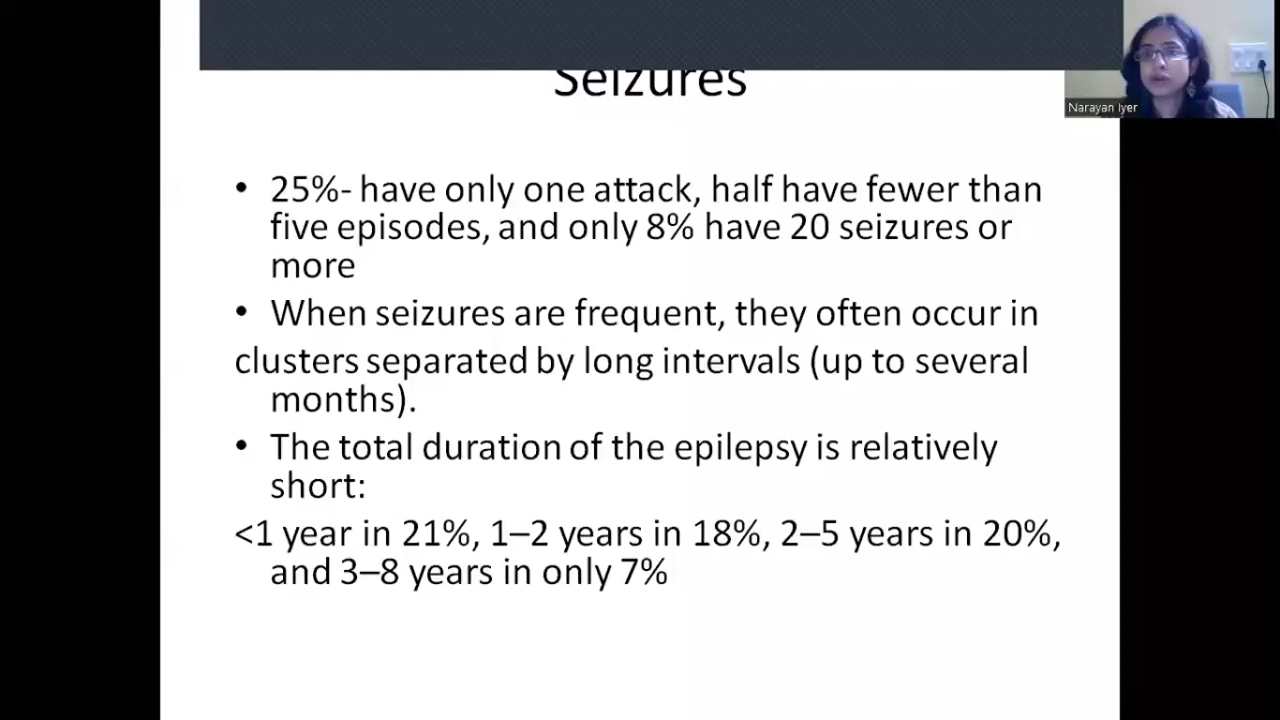 Seizures
Narayan Iyer
• 25%- have only one attack, half have fewer than
five episodes, and only 8% have 20 seizures or
more
• When seizures are frequent, they often occur in
clusters separated by long intervals (up to several
months).
• The total duration of the epilepsy is relatively
short:
<1 year in 21%, 1–2 years in 18%, 2–5 years in 20%,
and 3–8 years in only 7%